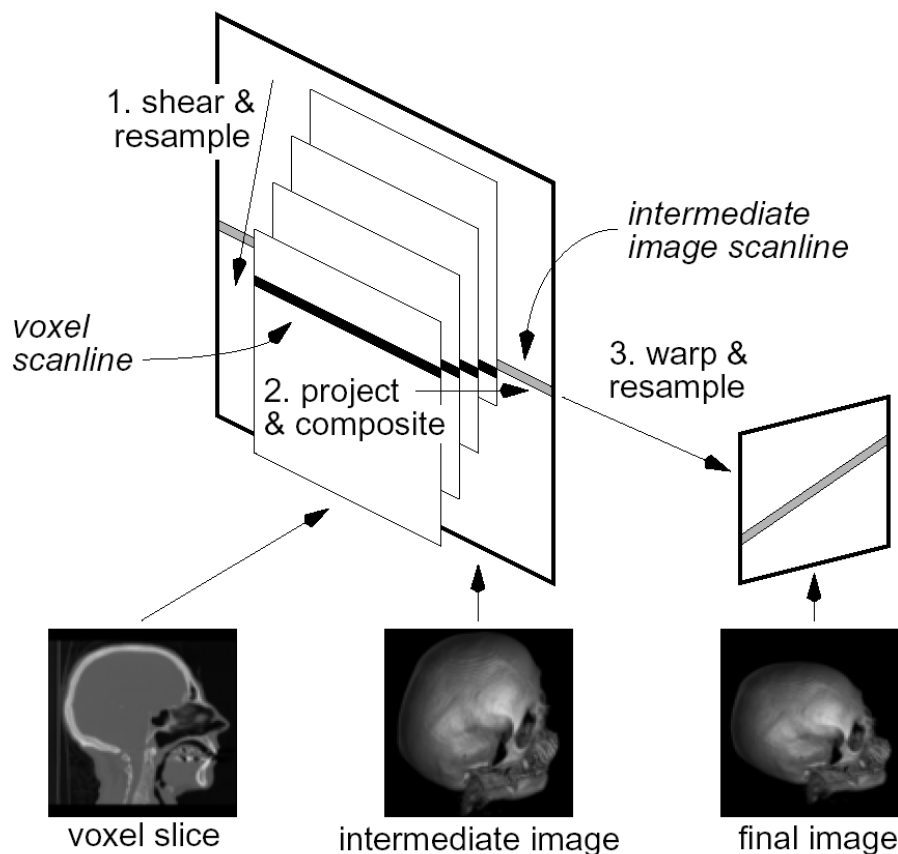 1. shear &
resample
intermediate
image scanline
voxel
scanline
2. project
& composite
3. warp &
resample
voxel slice
intermediate image
final image